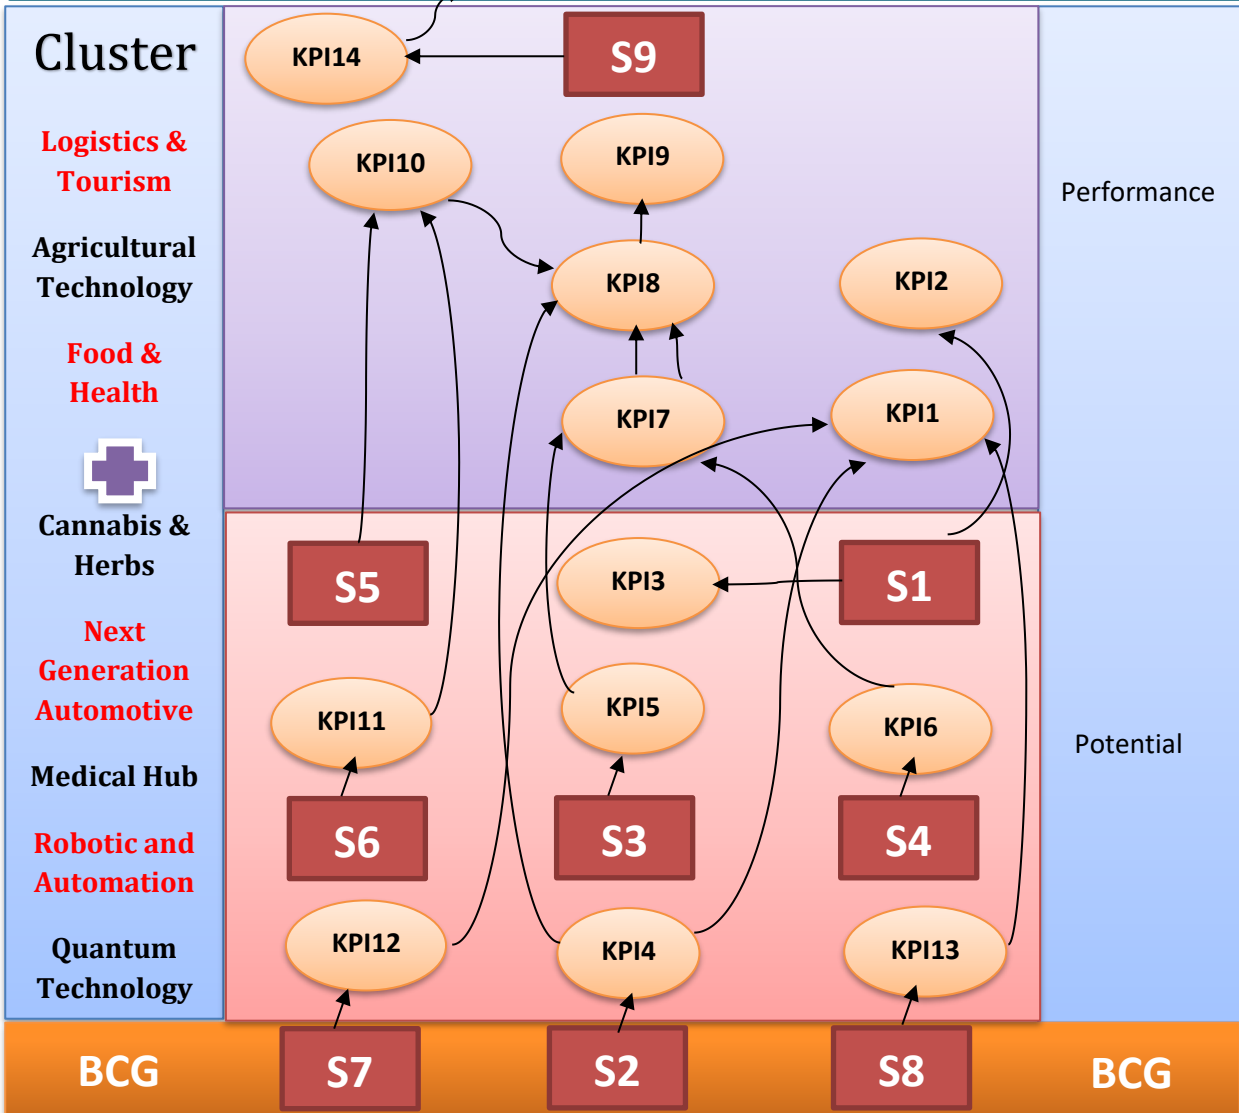 Cluster
Logistics &
Tourism
Agricultural
Technology
Food &
Health
Cannabis &
Herbs
Next
Generation
Automotive
Medical Hub
Robotic and
Automation
Quantum
Technology
KPI14
S9
KPI10
KPI9
KPI8
KPI2
KPI7
KPI1
Performance
S5
KPI3
S1
KPI11
KPI5
KPI6
S6
S3
S4
KPI12
KPI4
KPI13
Potential
BCG
S7
S2
S8
BCG